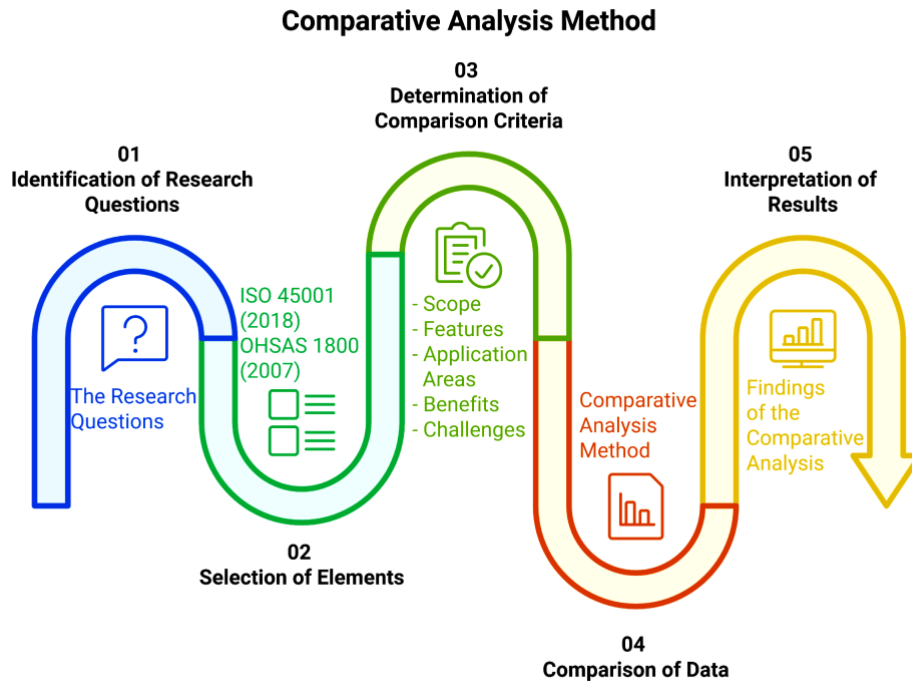 Comparative Analysis Method
01
Identification of Research
Questions
The Research
Questions
ISO 45001
(2018)
OHSAS 1800
(2007)
02
Selection of Elements
03
Determination of
Comparison Criteria
- Scope
- Features
- Application
Areas
- Benefits
- Challenges
Comparative
Analysis
Method
04
Comparison of Data
05
Interpretation of
Results
Findings
of the
Comparative
Analysis